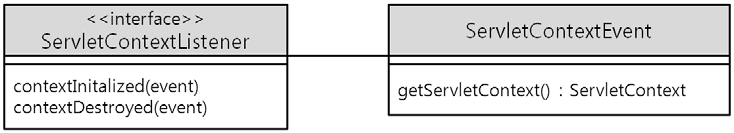 <<interface>>
ServletContextListener
contextInitalized(event)
contextDestroyed(event)
ServletContextEvent
getServletContext() : ServletContext